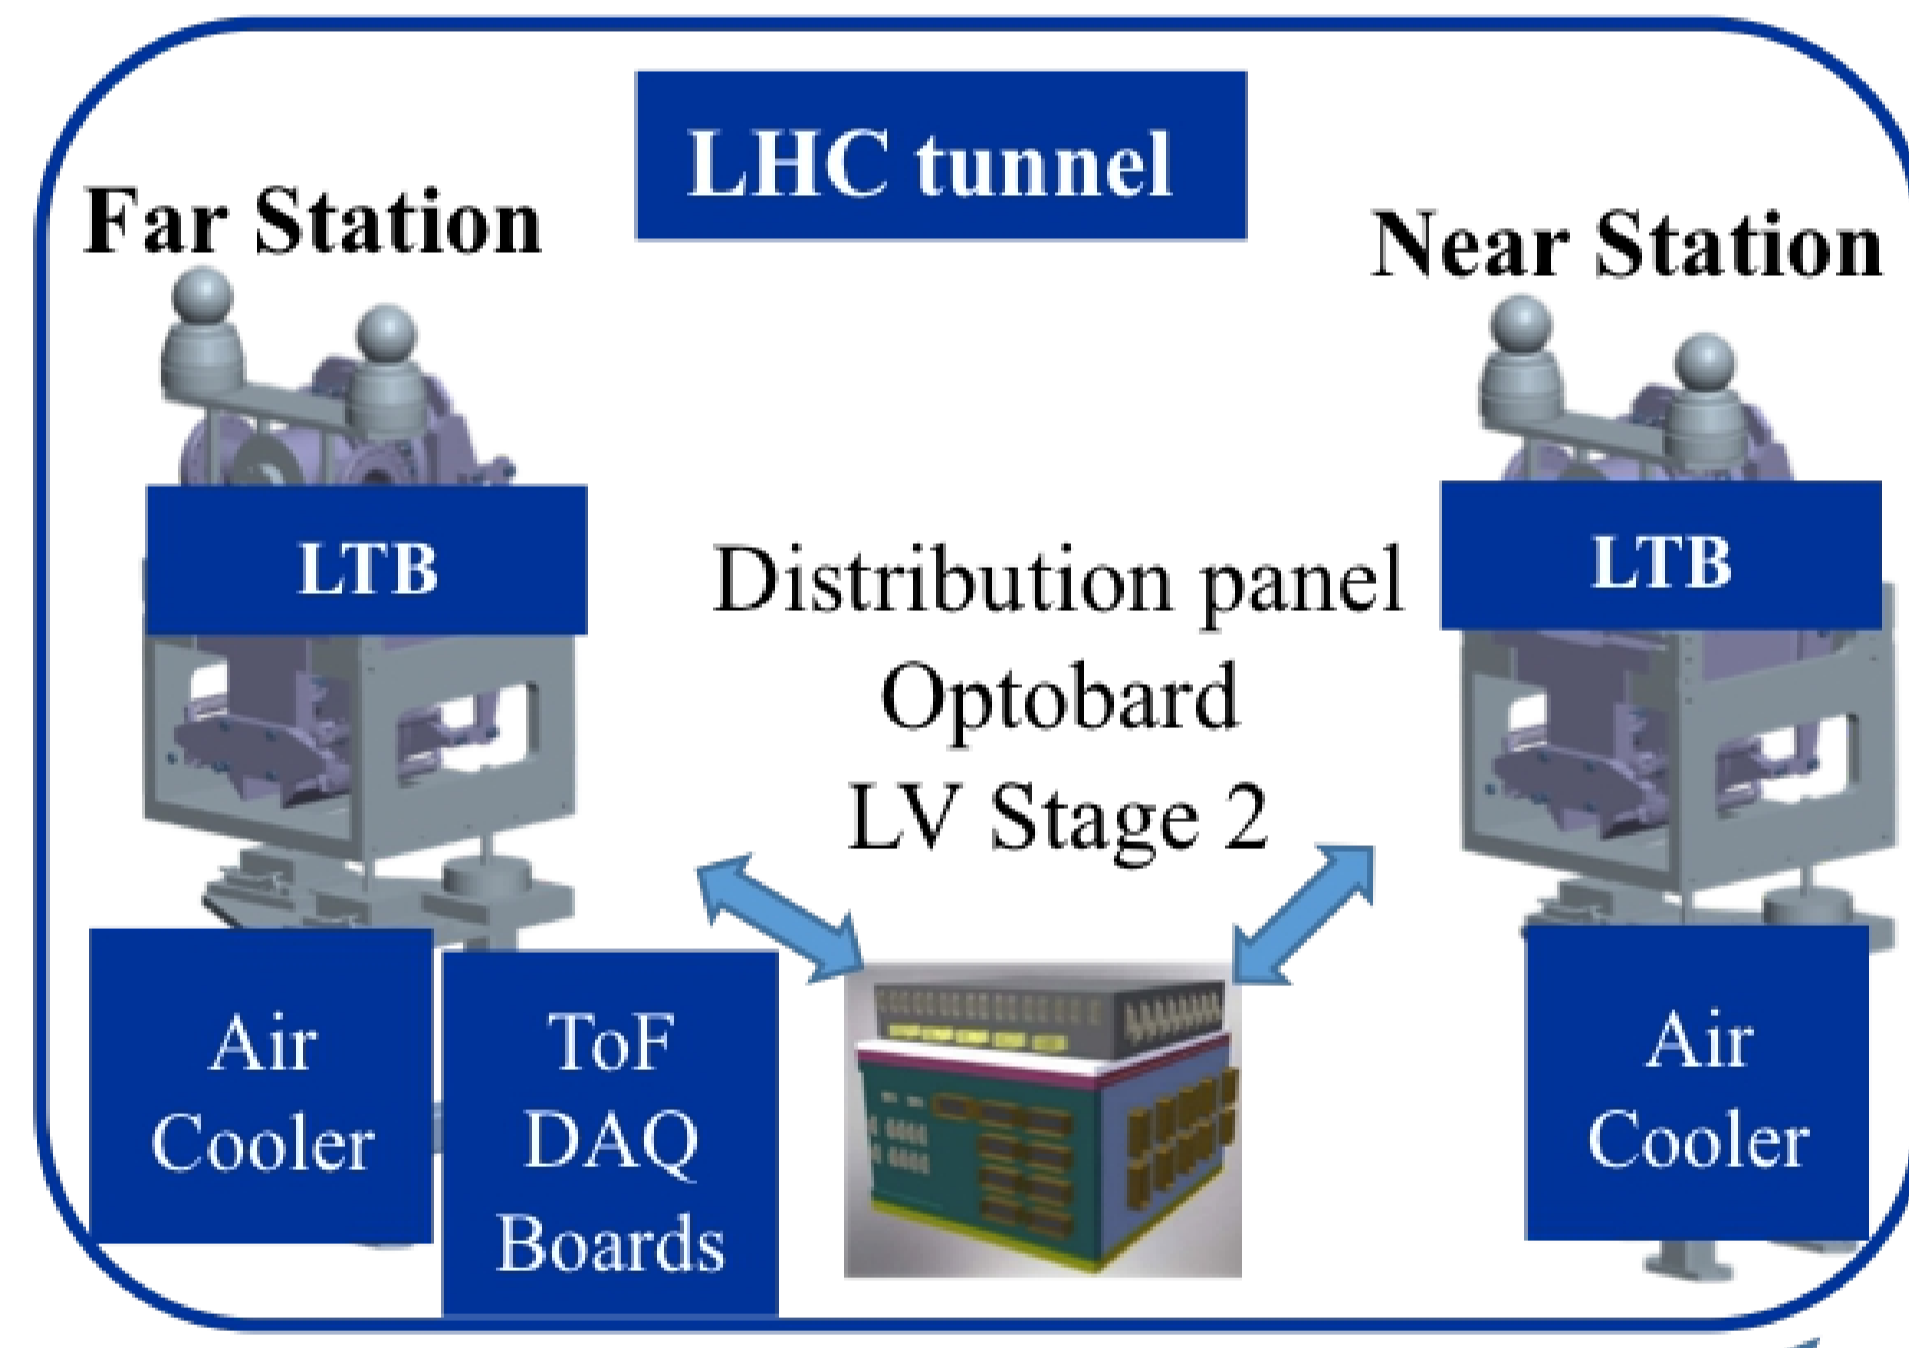 LHC tunnel
Far Station
Near Station
LTB
LTB
Distribution panel
Optobard
LV Stage 2
Air
Cooler
ToF
DAQ
Boards
Air
Cooler